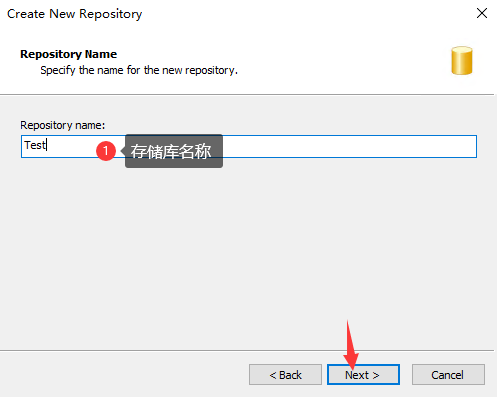 Create New Repository
Repository Name
Specify the name for the new repository.
Repository name:
Test
1 存储库名称
< Back Next > Cancel